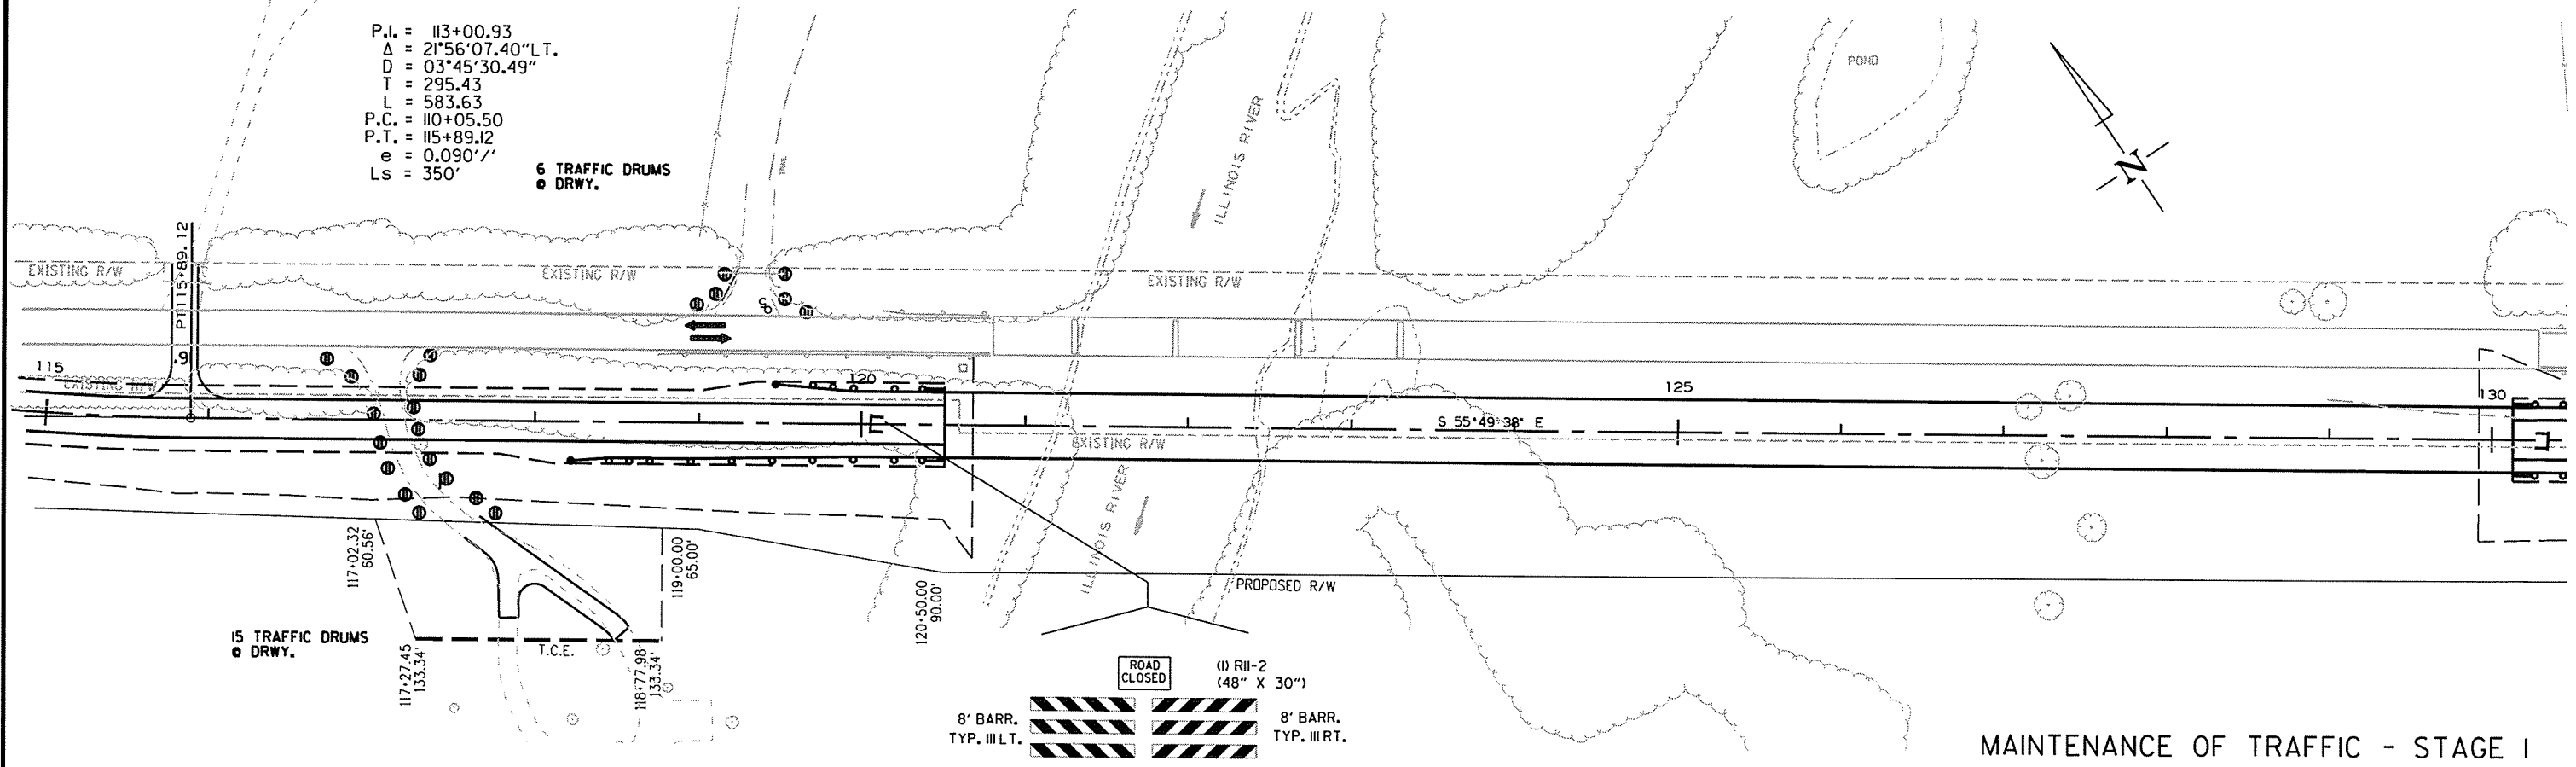 P.I. = 113+00.93
Δ = 21°56'07.40"LT.
D = 03°45'30.49"
T = 295.43
L = 583.63
P.C. = 110+05.50
P.T. = 115+89.12
e = 0.090'/'
Ls = 350'
6 TRAFFIC DRUMS
@ DRWY.
POND
ILLINOIS RIVER
TRAIL
N
PT115+89.12
EXISTING R/W
EXISTING R/W
EXISTING R/W
115
EXISTING R/W
120
125
130
S 55°49'38" E
EXISTING R/W
ILLINOIS RIVER
117+02.32
60.56'
119+00.00
65.00'
120+50.00
90.00'
PROPOSED R/W
15 TRAFFIC DRUMS
@ DRWY.
T.C.E.
117+27.45
133.34'
118+77.98
133.34'
ROAD
CLOSED
(1) R11-2
(48" X 30")
8' BARR.
TYP. III LT.
8' BARR.
TYP. III RT.
MAINTENANCE OF TRAFFIC - STAGE 1